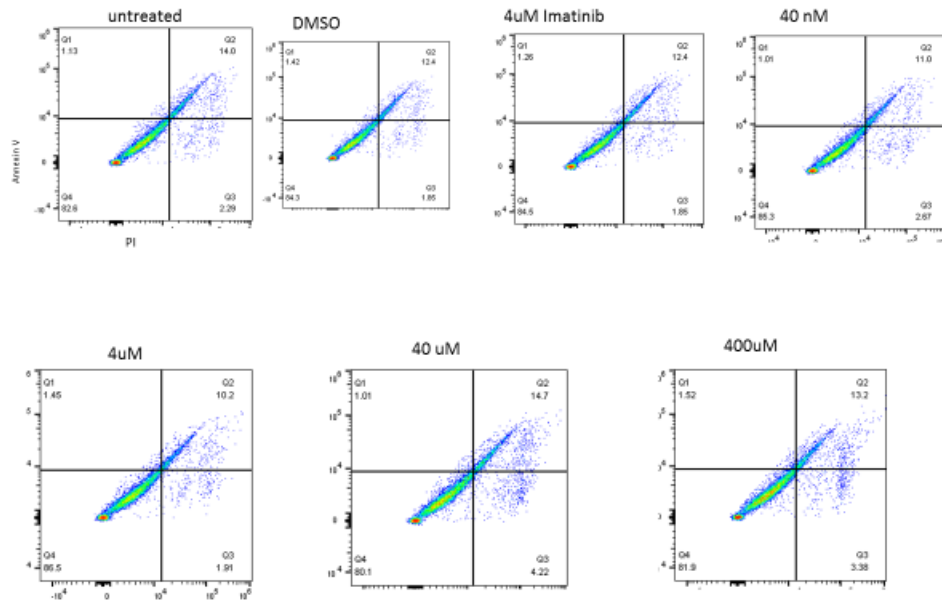 untreated
Q1
1.13
Q2
14.0
Q4
82.6
Q3
2.29
Annexin V
PI
DMSO
Q1
1.42
Q2
12.4
Q4
84.3
Q3
1.85
4uM Imatinib
Q1
1.26
Q2
12.4
Q4
84.5
Q3
1.85
40 nM
Q1
1.01
Q2
11.0
Q4
85.3
Q3
2.67
4uM
Q1
1.45
Q2
10.2
Q4
86.5
Q3
1.91
40 uM
Q1
1.01
Q2
14.7
Q4
80.1
Q3
4.22
400uM
Q1
1.52
Q2
13.2
Q4
81.9
Q3
3.38